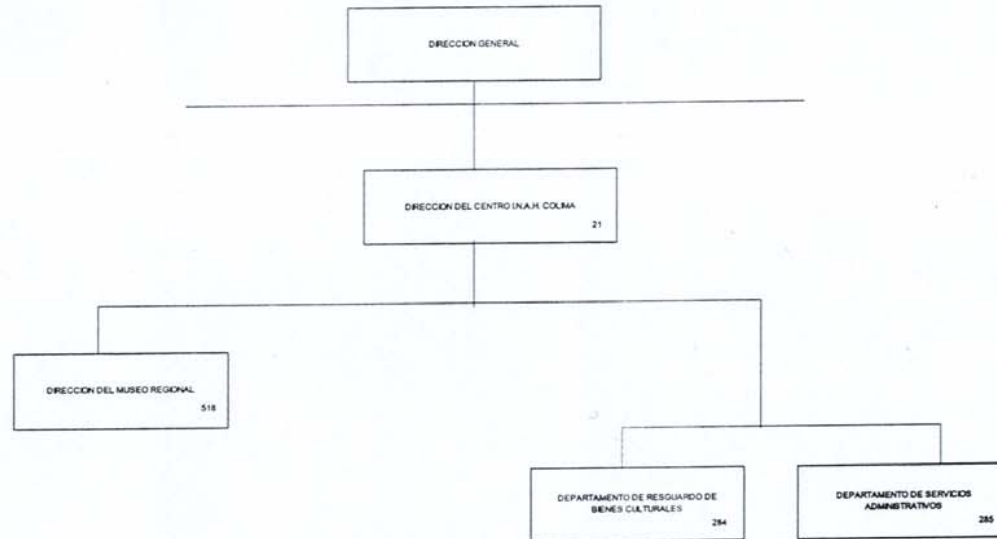 DIRECCION GENERAL
DIRECCION DEL CENTRO I.N.A.H. COLIMA
21
DIRECCION DEL MUSEO REGIONAL
518
DEPARTAMENTO DE RESGUARDO DE
BIENES CULTURALES
284
DEPARTAMENTO DE SERVICIOS
ADMINISTRATIVOS
285